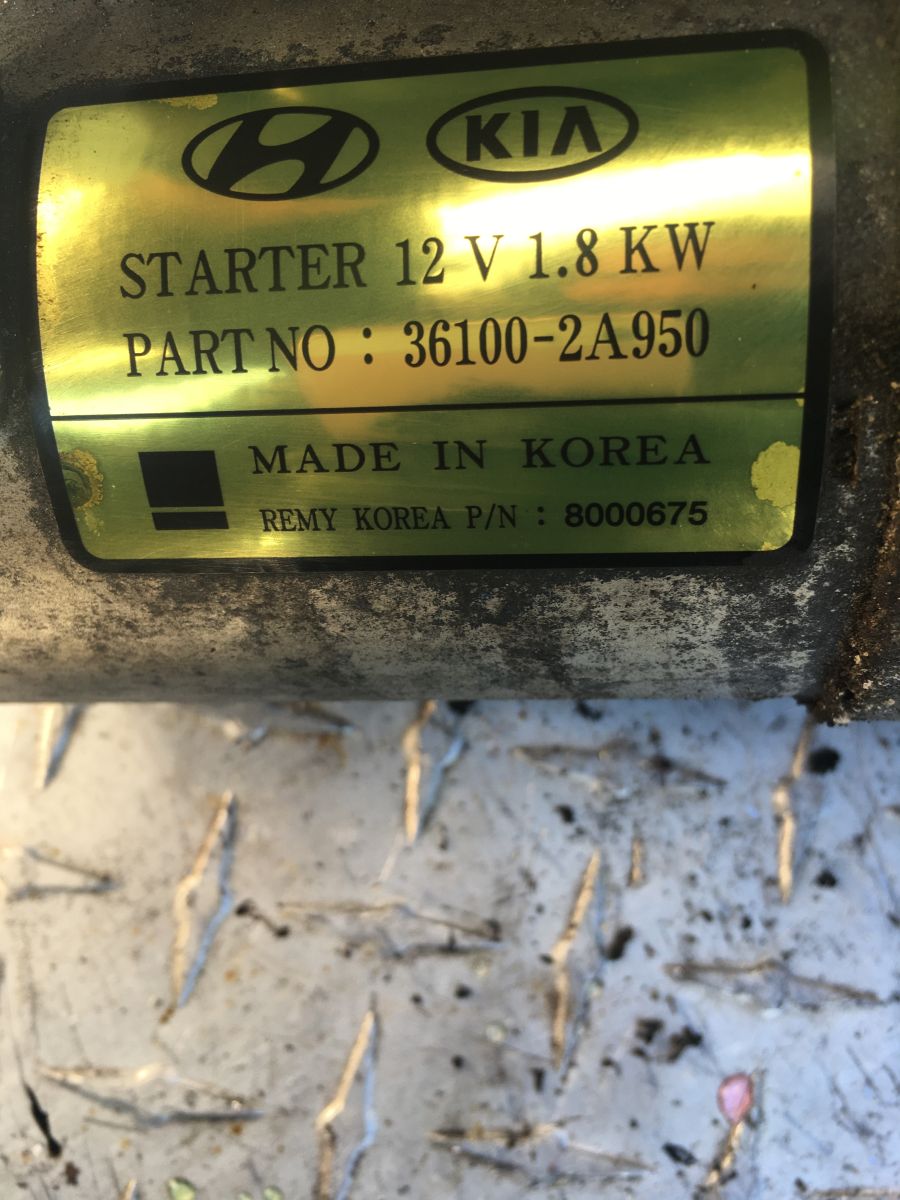 KIA
STARTER 12 V 1.8 KW
PART NO : 36100-2A950
MADE IN KOREA
REMY KOREA P/N : 8000675